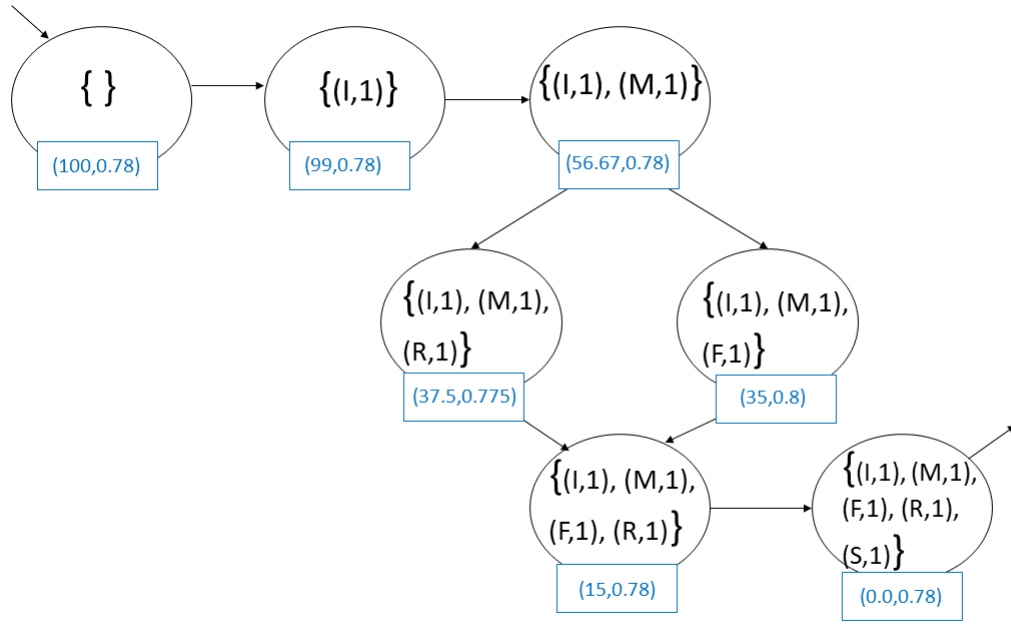 { }
(100,0.78)
{(I,1)}
(99,0.78)
{(I,1), (M,1)}
(56.67,0.78)
{(I,1), (M,1),
(R,1)}
(37.5,0.775)
{(I,1), (M,1),
(F,1)}
(35,0.8)
{(I,1), (M,1),
(F,1), (R,1)}
(15,0.78)
{(I,1), (M,1),
(F,1), (R,1),
(S,1)}
(0.0,0.78)